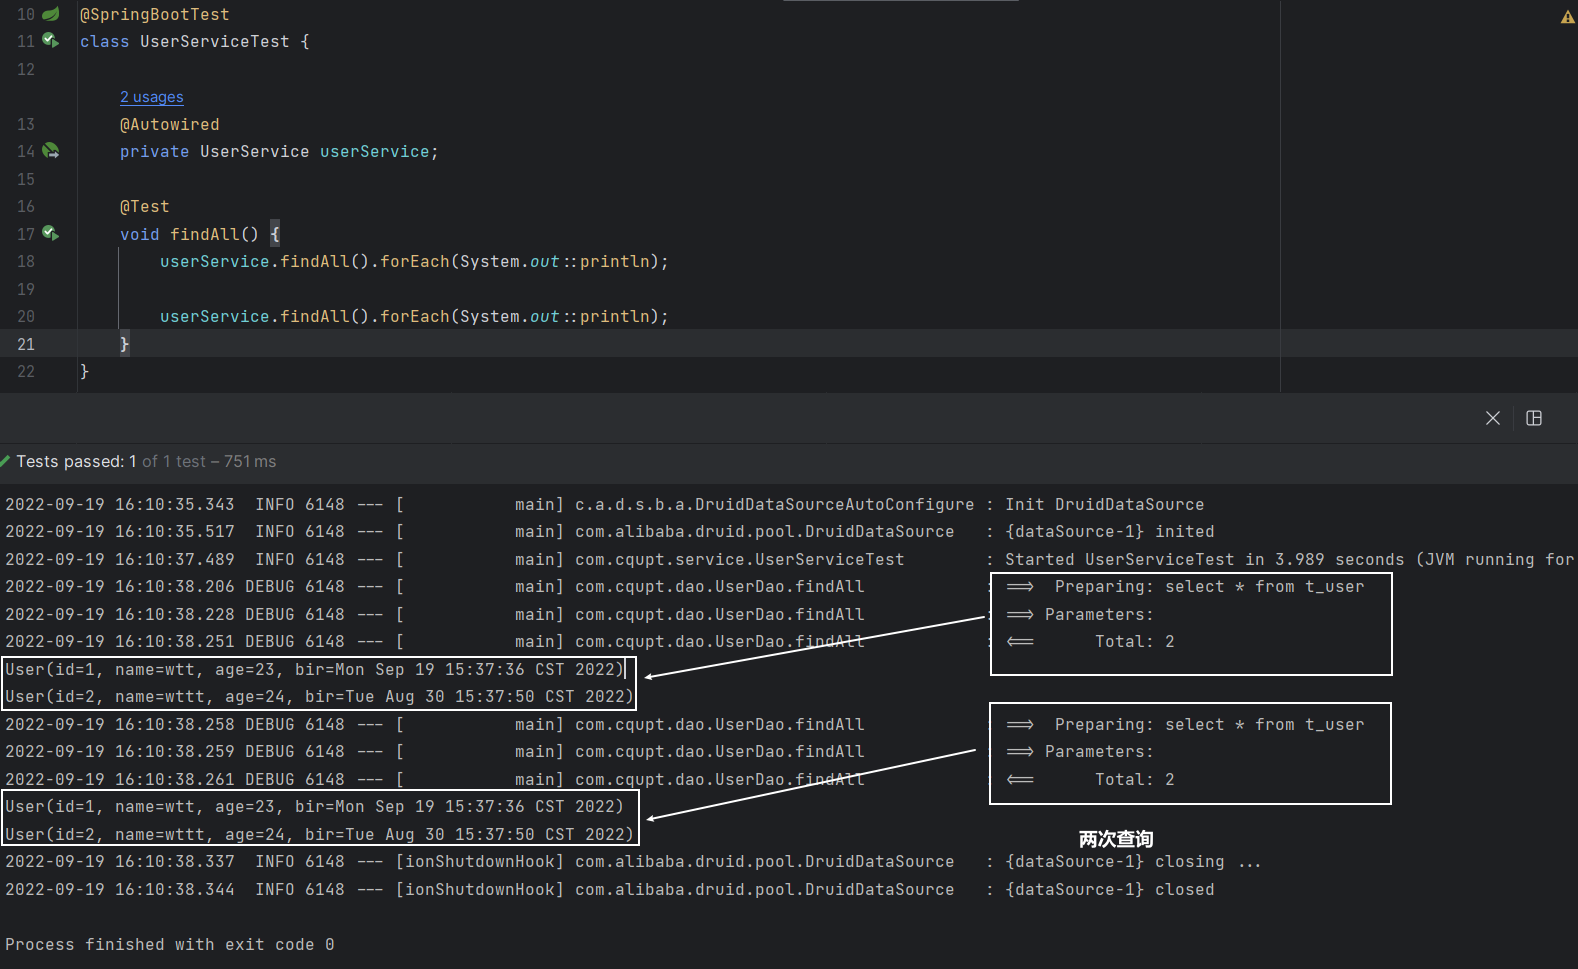 10 @SpringBootTest
11 class UserServiceTest {
12
2 usages
13 @Autowired
14 private UserService userService;
15
16 @Test
17 void findAll() {
18 userService.findAll().forEach(System.out::println);
19
20 userService.findAll().forEach(System.out::println);
21 }
22 }
Tests passed: 1 of 1 test – 751 ms
2022-09-19 16:10:35.343  INFO 6148 --- [           main] c.a.d.s.b.a.DruidDataSourceAutoConfigure : Init DruidDataSource
2022-09-19 16:10:35.517  INFO 6148 --- [           main] com.alibaba.druid.pool.DruidDataSource   : {dataSource-1} inited
2022-09-19 16:10:37.489  INFO 6148 --- [           main] com.cqupt.service.UserServiceTest        : Started UserServiceTest in 3.989 seconds (JVM running for
2022-09-19 16:10:38.206 DEBUG 6148 --- [           main] com.cqupt.dao.UserDao.findAll            : ==>  Preparing: select * from t_user
2022-09-19 16:10:38.228 DEBUG 6148 --- [           main] com.cqupt.dao.UserDao.findAll            : ==> Parameters:
2022-09-19 16:10:38.251 DEBUG 6148 --- [           main] com.cqupt.dao.UserDao.findAll            : <==      Total: 2
User(id=1, name=wtt, age=23, bir=Mon Sep 19 15:37:36 CST 2022)
User(id=2, name=wttt, age=24, bir=Tue Aug 30 15:37:50 CST 2022)
2022-09-19 16:10:38.258 DEBUG 6148 --- [           main] com.cqupt.dao.UserDao.findAll            : ==>  Preparing: select * from t_user
2022-09-19 16:10:38.259 DEBUG 6148 --- [           main] com.cqupt.dao.UserDao.findAll            : ==> Parameters:
2022-09-19 16:10:38.261 DEBUG 6148 --- [           main] com.cqupt.dao.UserDao.findAll            : <==      Total: 2
User(id=1, name=wtt, age=23, bir=Mon Sep 19 15:37:36 CST 2022)
User(id=2, name=wttt, age=24, bir=Tue Aug 30 15:37:50 CST 2022)
两次查询
2022-09-19 16:10:38.337  INFO 6148 --- [ionShutdownHook] com.alibaba.druid.pool.DruidDataSource   : {dataSource-1} closing ...
2022-09-19 16:10:38.344  INFO 6148 --- [ionShutdownHook] com.alibaba.druid.pool.DruidDataSource   : {dataSource-1} closed
Process finished with exit code 0